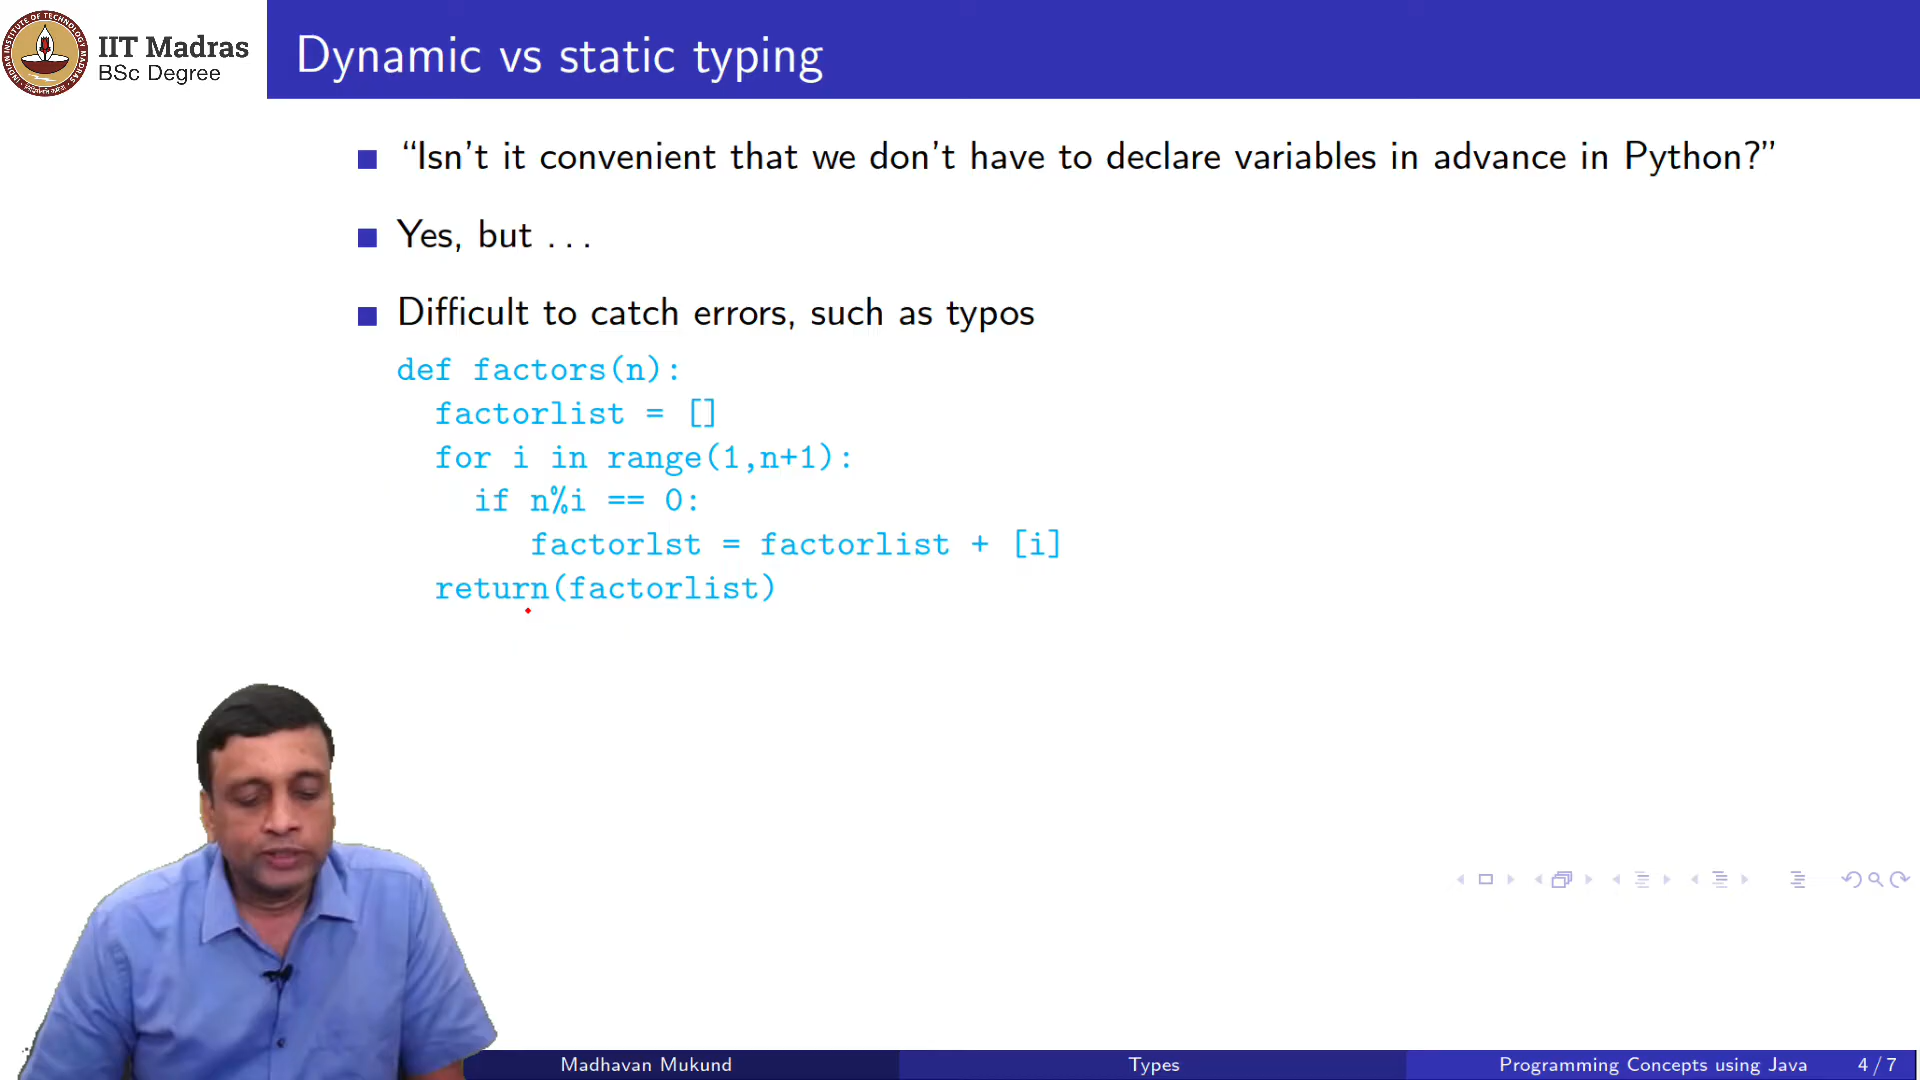 IIT Madras
BSc Degree
Dynamic vs static typing
“Isn’t it convenient that we don’t have to declare variables in advance in Python?”
Yes, but . . .
Difficult to catch errors, such as typos
def factors(n):
factorlist = []
for i in range(1,n+1):
if n%i == 0:
factorlst = factorlist + [i]
return(factorlist)
Madhavan Mukund
Types
Programming Concepts using Java
4 / 7